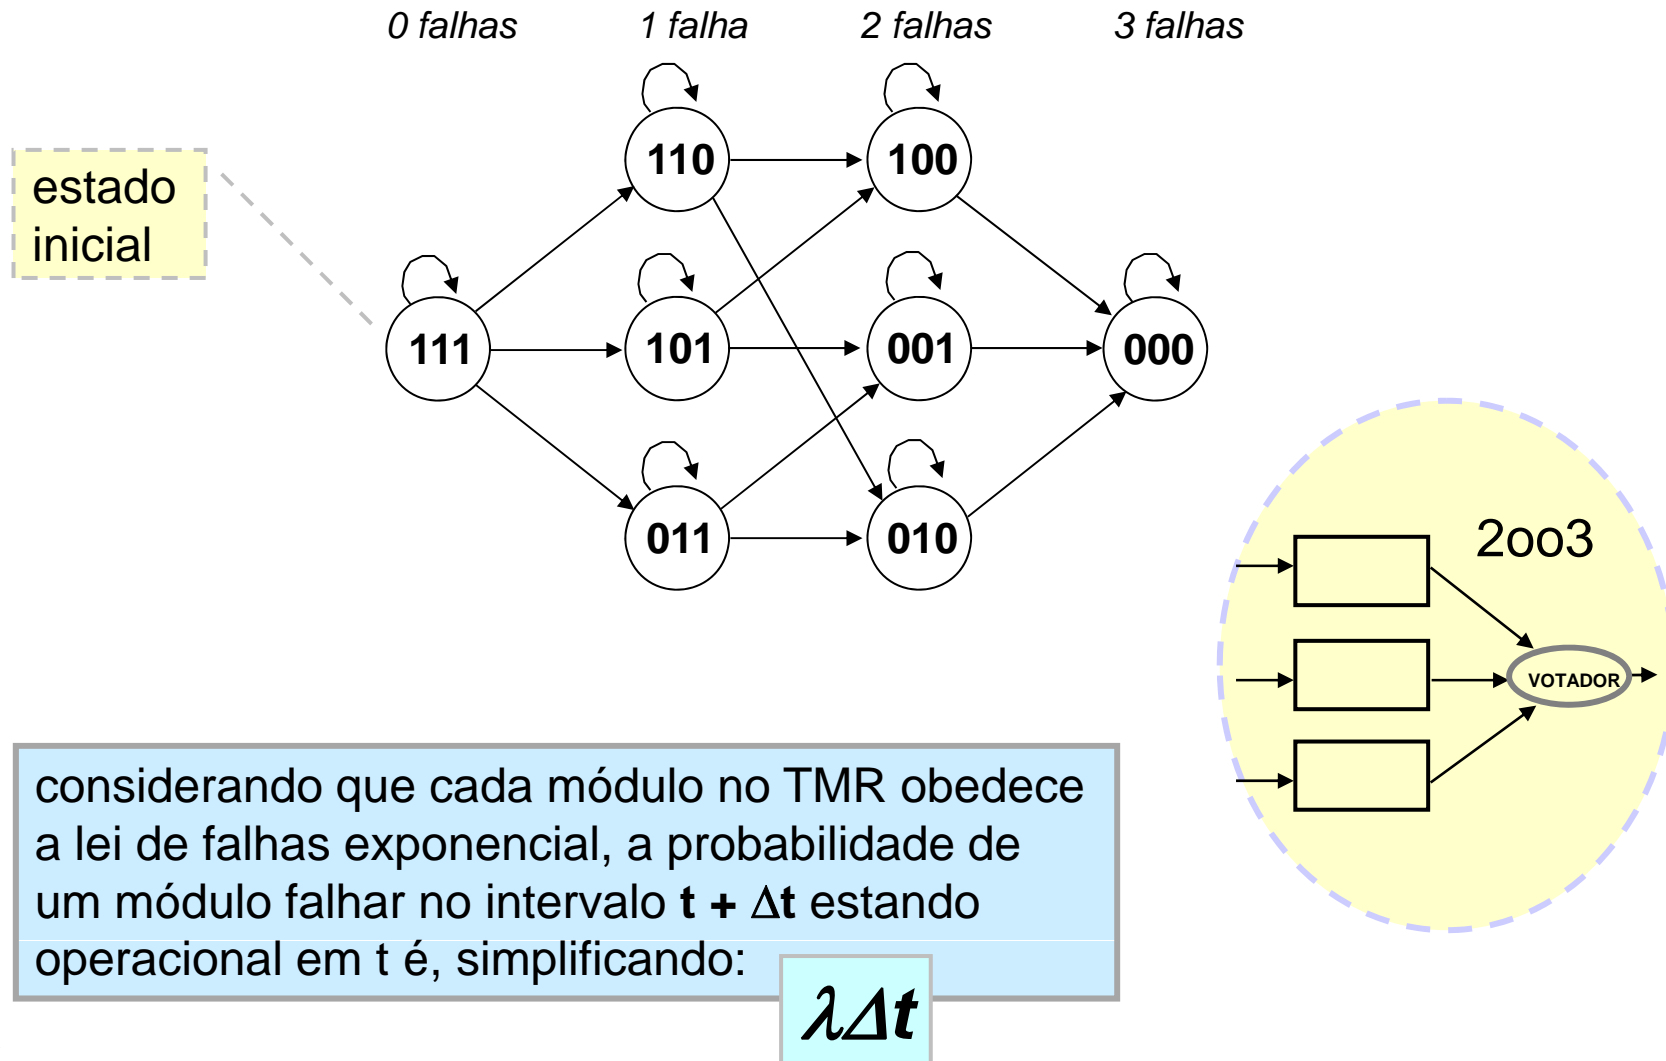 0 falhas 1 falha 2 falhas 3 falhas
estado
inicial
110 100
111 101 001 000
011 010
2oo3
VOTADOR
considerando que cada módulo no TMR obedece
a lei de falhas exponencial, a probabilidade de
um módulo falhar no intervalo t + Δt estando
operacional em t é, simplificando:
λΔt